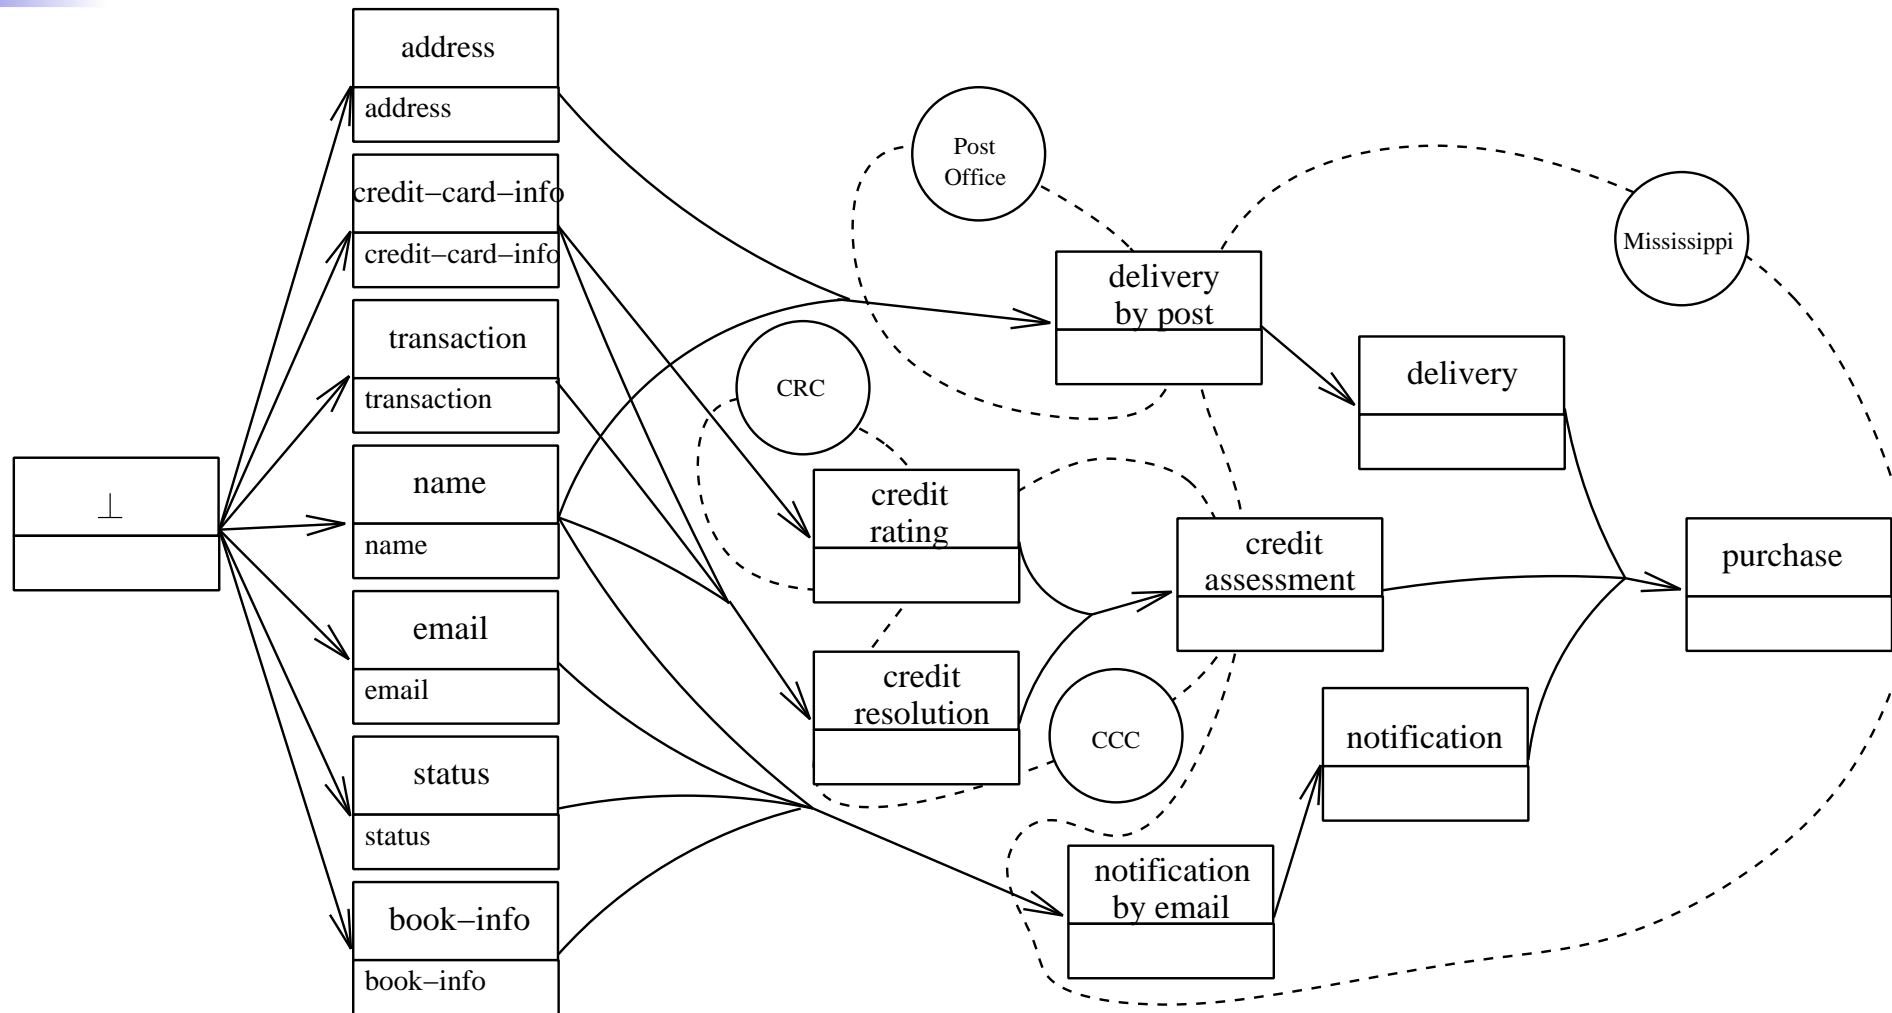 address
address
credit−card−info
credit−card−info
transaction
transaction
name
name
email
email
status
status
book−info
book−info
⊥
Post
Office
CRC
Mississippi
delivery
by post
delivery
credit
rating
credit
assessment
purchase
credit
resolution
CCC
notification
notification
by email